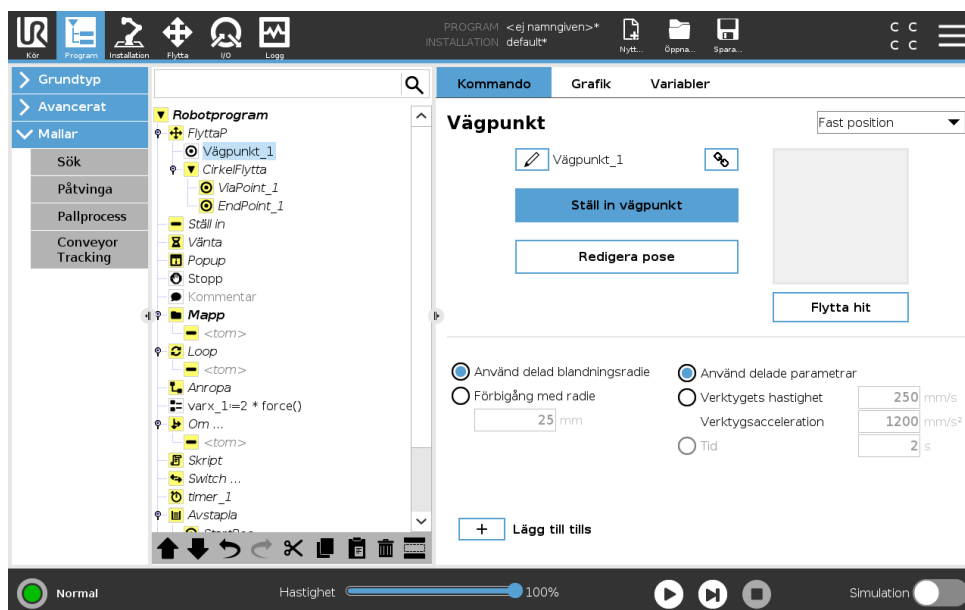 UR
PROGRAM <ej namngiven>*
INSTALLATION default*
C C
C C
Kör Program Installation Flytta I/O Logg Nytt... Öppna... Spara...
Grundtyp
Avancerat
Mallar
Sök
Påtvinga
Pallprocess
Conveyor
Tracking
Robotprogram
FlyttaP
Vägpunkt_1
CirkelFlytta
ViaPoint_1
EndPoint_1
Ställ in
Vänta
Popup
Stopp
Kommentar
Mapp
<tom>
Loop
<tom>
Anropa
varx_1:=2 * force()
Om ...
<tom>
Skript
Switch ...
timer_1
Avstapla
Kommando Grafik Variabler
Vägpunkt
Fast position
Vägpunkt_1
Ställ in vägpunkt
Redigera pose
Flytta hit
Använd delad blandningsradie
Förbigång med radie
25 mm
Använd delade parametrar
Verktygets hastighet 250 mm/s
Verktygsacceleration 1200 mm/s²
Tid 2 s
+ Lägg till tills
Normal
Hastighet 100%
Simulation